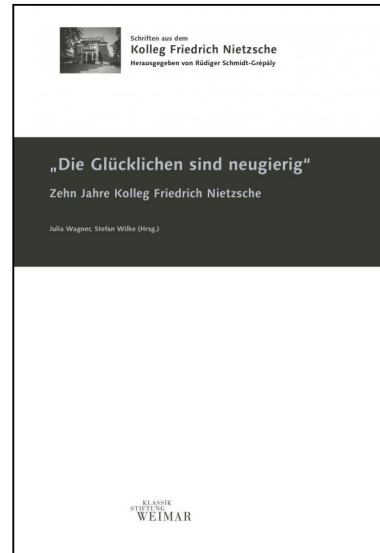 Schriften aus dem
Kolleg Friedrich Nietzsche
Herausgegeben von Rüdiger Schmidt-Grépály
„Die Glücklichen sind neugierig“
Zehn Jahre Kolleg Friedrich Nietzsche
Julia Wagner, Stefan Wilke (Hrsg.)
KLASSIK
STIFTUNG
WEIMAR